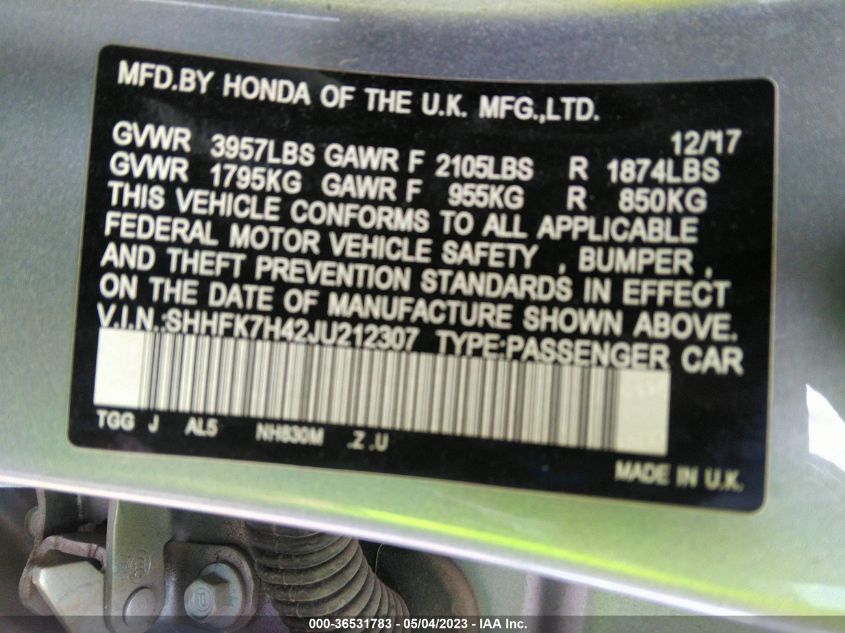 MFD.BY HONDA OF THE U.K. MFG.,LTD.
12/'17
GVWR 3957LBS GAWR F 2105LBS R 1874LBS
GVWR 1795KG GAWR F 955KG R 850KG
THIS VEHICLE CONFORMS TO ALL APPLICABLE
FEDERAL MOTOR VEHICLE SAFETY , BUMPER ,
AND THEFT PREVENTION STANDARDS IN EFFECT
ON THE DATE OF MANUFACTURE SHOWN ABOVE.
V.I.N.:SHHFK7H42JU212307 TYPE:PASSENGER CAR
TGG J AL5 NH830M .Z .U
MADE IN U.K.
000-36531783 - 05/04/2023 - IAA Inc.